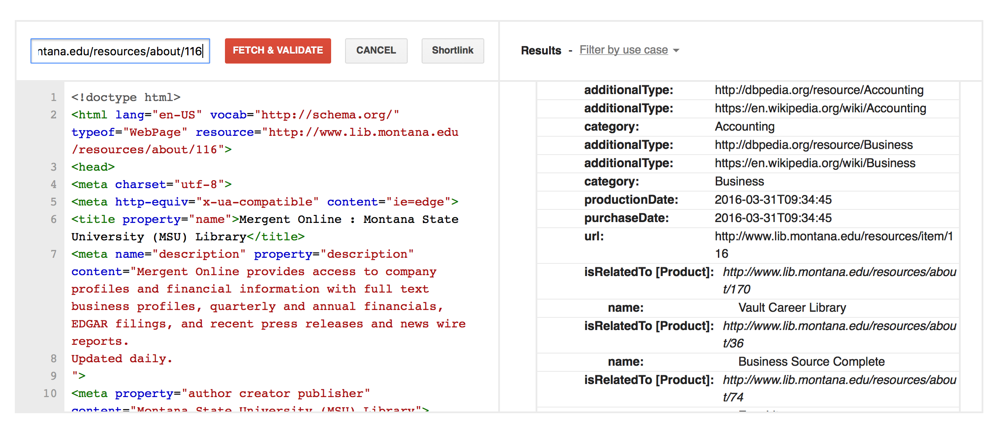 ntana.edu/resources/about/116
FETCH & VALIDATE
CANCEL
Shortlink
1 <!doctype html>
2 <html lang="en-US" vocab="http://schema.org/"
typeof="WebPage" resource="http://www.lib.montana.edu
/resources/about/116">
3 <head>
4 <meta charset="utf-8">
5 <meta http-equiv="x-ua-compatible" content="ie=edge">
6 <title property="name">Mergent Online : Montana State
University (MSU) Library</title>
7 <meta name="description" property="description"
content="Mergent Online provides access to company
profiles and financial information with full text
business profiles, quarterly and annual financials,
EDGAR filings, and recent press releases and news wire
reports.
8 Updated daily.
9 ">
10 <meta property="author creator publisher"
content="Montana State University (MSU) Library">
Results - Filter by use case
additionalType: http://dbpedia.org/resource/Accounting
additionalType: https://en.wikipedia.org/wiki/Accounting
category: Accounting
additionalType: http://dbpedia.org/resource/Business
additionalType: https://en.wikipedia.org/wiki/Business
category: Business
productionDate: 2016-03-31T09:34:45
purchaseDate: 2016-03-31T09:34:45
url: http://www.lib.montana.edu/resources/item/1
16
isRelatedTo [Product]: http://www.lib.montana.edu/resources/abou
t/170
name: Vault Career Library
isRelatedTo [Product]: http://www.lib.montana.edu/resources/abou
t/36
name: Business Source Complete
isRelatedTo [Product]: http://www.lib.montana.edu/resources/abou
t/74